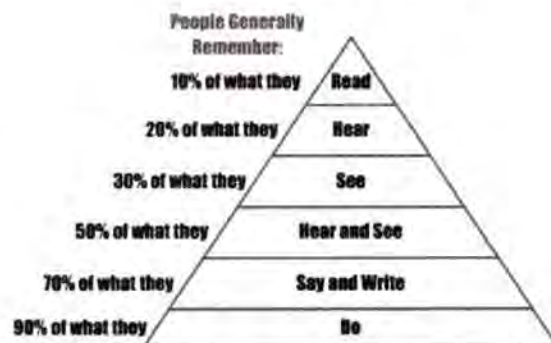 People Generally
Remember:
10% of what they Read
20% of what they Hear
30% of what they See
50% of what they Hear and See
70% of what they Say and Write
90% of what they Do